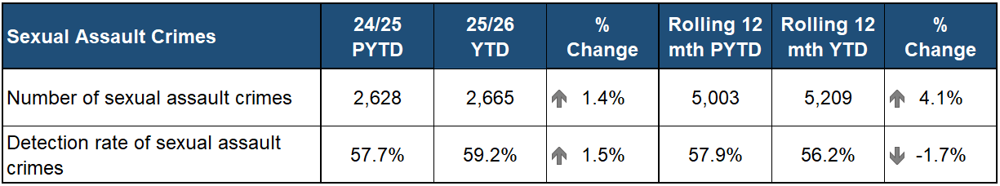 Sexual Assault Crimes
24/25 PYTD
25/26 YTD
% Change
Rolling 12 mth PYTD
Rolling 12 mth YTD
% Change
Number of sexual assault crimes
2,628
2,665
1.4%
5,003
5,209
4.1%
Detection rate of sexual assault
crimes
57.7%
59.2%
1.5%
57.9%
56.2%
-1.7%